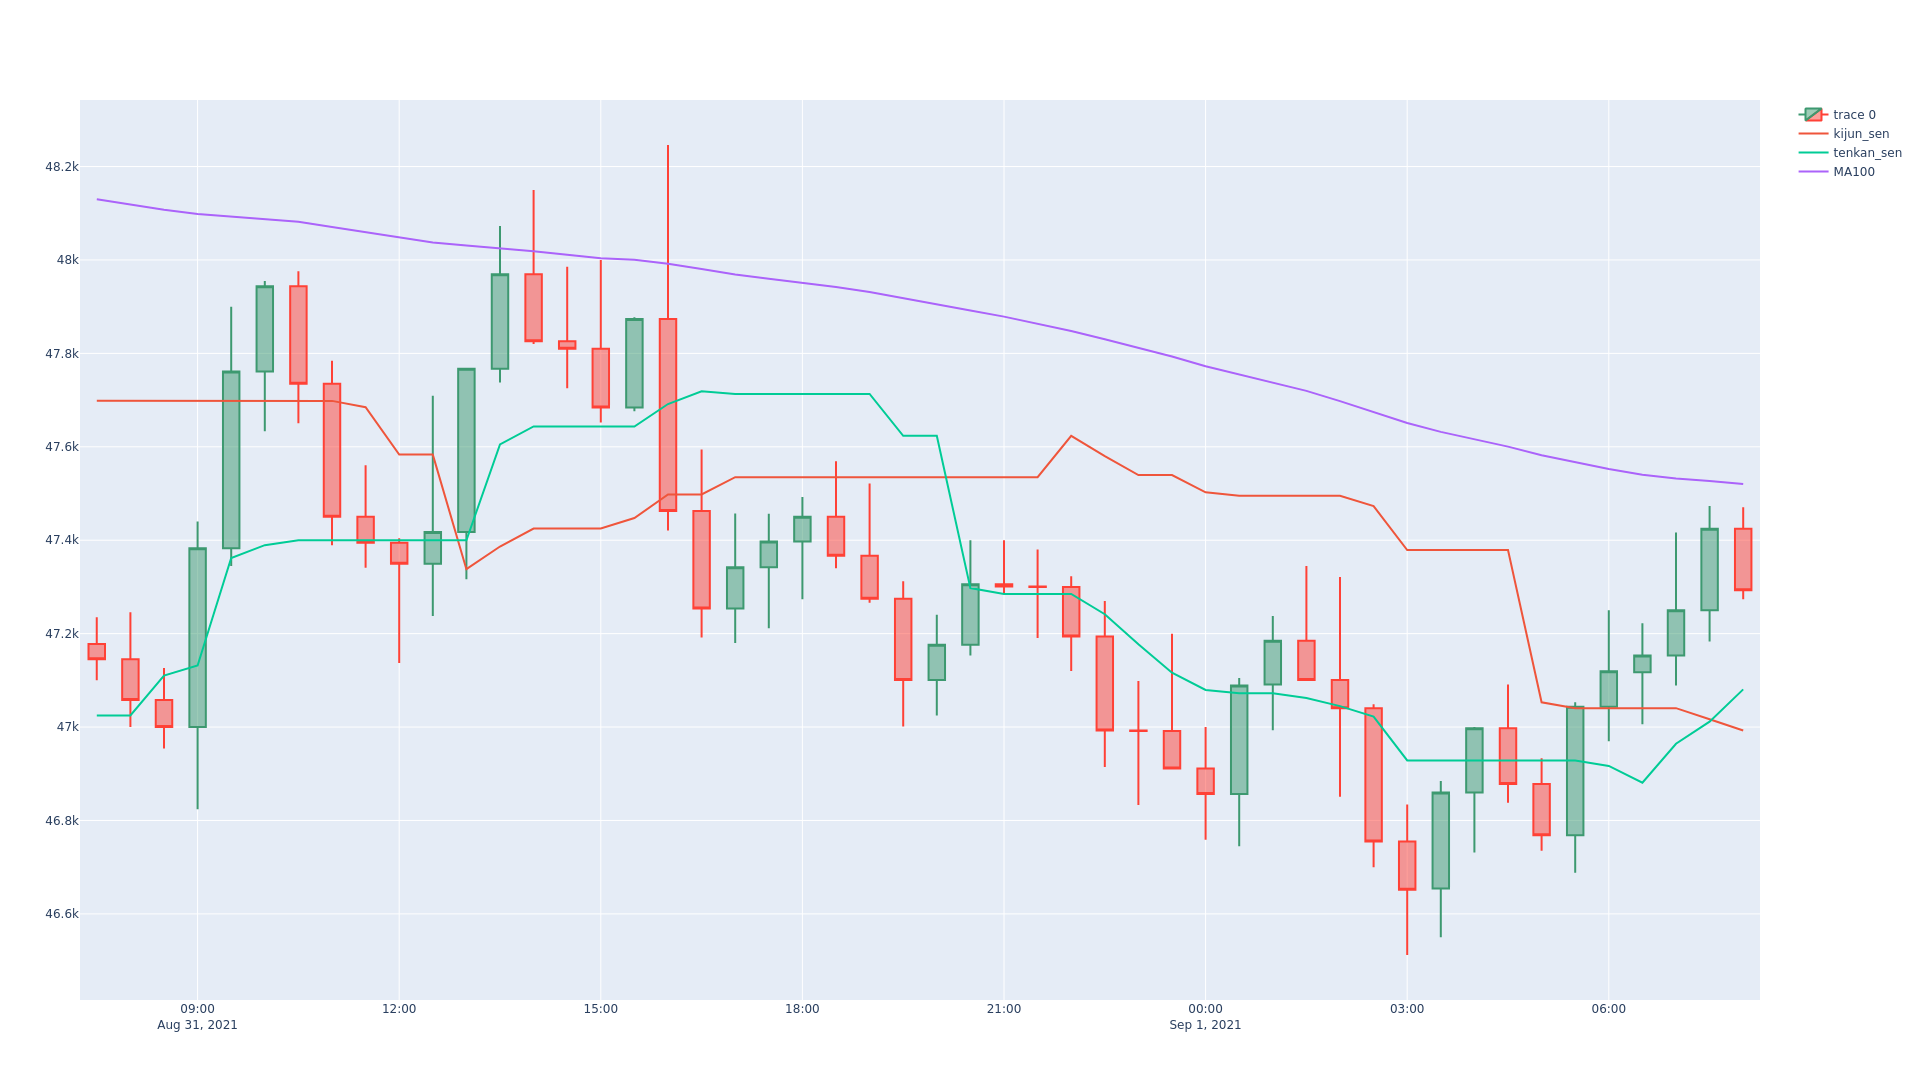 trace 0
kijun_sen
tenkan_sen
MA100
48.2k
48k
47.8k
47.6k
47.4k
47.2k
47k
46.8k
46.6k
09:00 12:00 15:00 18:00 21:00 00:00 03:00 06:00
Aug 31, 2021 Sep 1, 2021